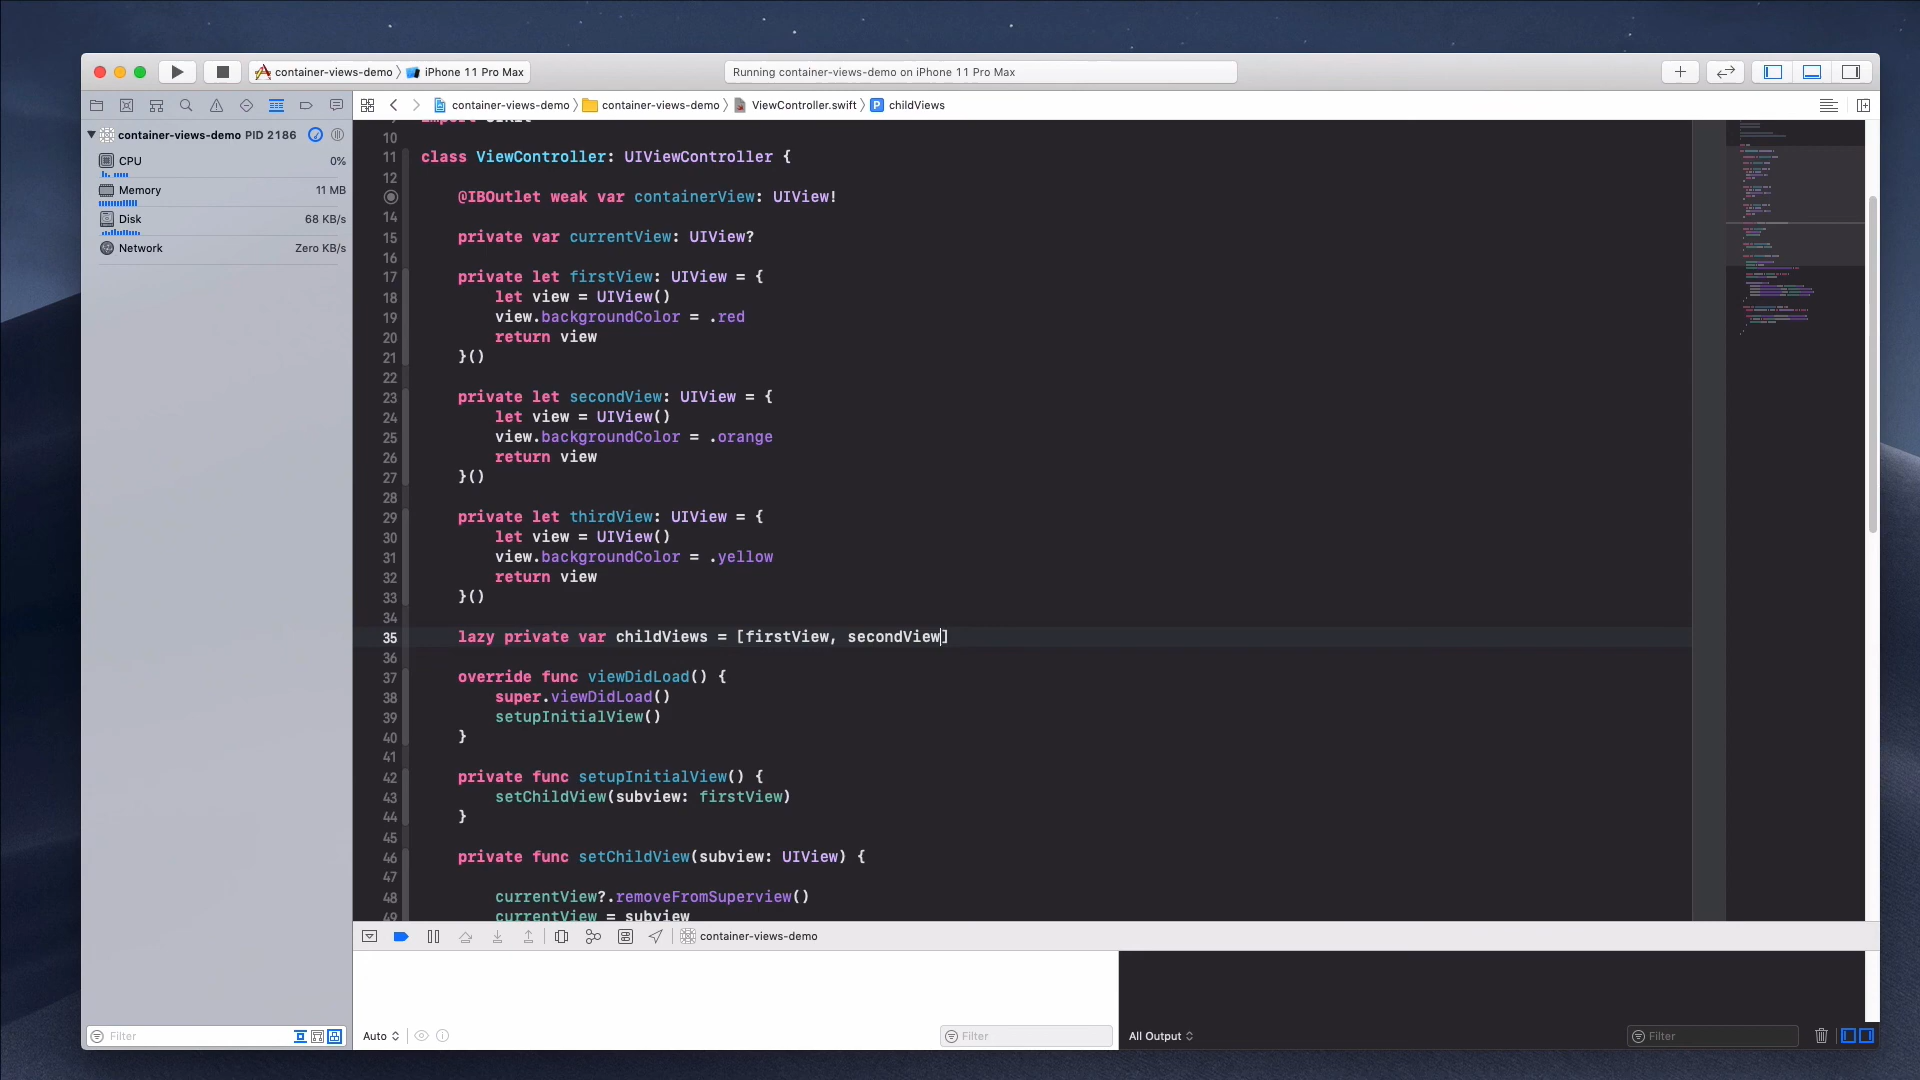 container-views-demo
iPhone 11 Pro Max
Running container-views-demo on iPhone 11 Pro Max
container-views-demo
container-views-demo
ViewController.swift
P childViews
container-views-demo PID 2186
CPU 0%
Memory 11 MB
Disk 68 KB/s
Network Zero KB/s
10
11 class ViewController: UIViewController {
12
@IBOutlet weak var containerView: UIView!
14
15 private var currentView: UIView?
16
17 private let firstView: UIView = {
18 let view = UIView()
19 view.backgroundColor = .red
20 return view
21 }()
22
23 private let secondView: UIView = {
24 let view = UIView()
25 view.backgroundColor = .orange
26 return view
27 }()
28
29 private let thirdView: UIView = {
30 let view = UIView()
31 view.backgroundColor = .yellow
32 return view
33 }()
34
35 lazy private var childViews = [firstView, secondView]
36
37 override func viewDidLoad() {
38 super.viewDidLoad()
39 setupInitialView()
40 }
41
42 private func setupInitialView() {
43 setChildView(subview: firstView)
44 }
45
46 private func setChildView(subview: UIView) {
47
48 currentView?.removeFromSuperview()
49 currentView = subview
container-views-demo
Filter
Auto
Filter
All Output
Filter